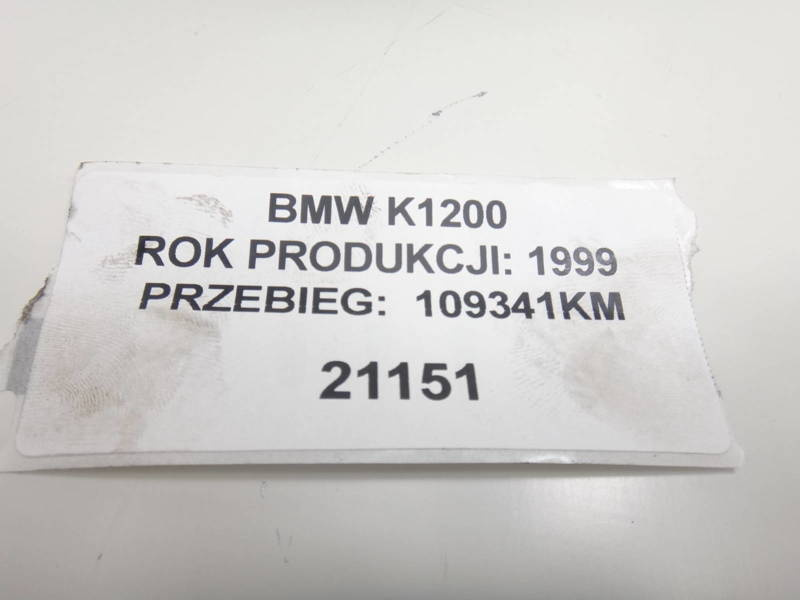 BMW K1200
ROK PRODUKCJI: 1999
PRZEBIEG: 109341KM
21151